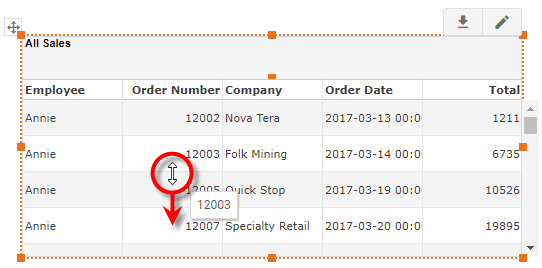 All Sales
Employee Order Number Company Order Date Total
Annie 12002 Nova Tera 2017-03-13 00:0 1211
Annie 12003 Folk Mining 2017-03-14 00:0 6735
Annie 12005 Quick Stop 2017-03-19 00:0 10526
12003
Annie 12007 Specialty Retail 2017-03-20 00:0 19895